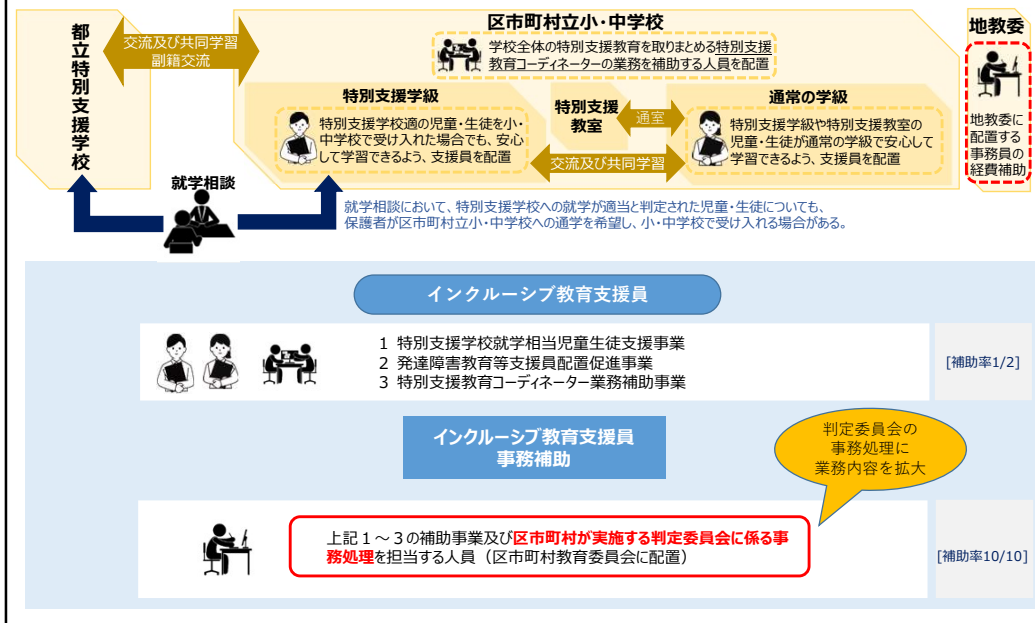 都立特別支援学校
交流及び共同学習
副籍交流
区市町村立小・中学校
学校全体の特別支援教育を取りまとめる特別支援
教育コーディネーターの業務を補助する人員を配置
特別支援学級
特別支援学校適の児童・生徒を小・
中学校で受け入れた場合でも、安心
して学習できるよう、支援員を配置
特別支援
教室
通室
交流及び共同学習
通常の学級
特別支援学級や特別支援教室の
児童・生徒が通常の学級で安心して
学習できるよう、支援員を配置
地教委
地教委に
配置する
事務員の
経費補助
就学相談
就学相談において、特別支援学校への就学が適当と判定された児童・生徒についても、
保護者が区市町村立小・中学校への通学を希望し、小・中学校で受け入れる場合がある。
インクルーシブ教育支援員
1 特別支援学校就学相当児童生徒支援事業
2 発達障害教育等支援員配置促進事業
3 特別支援教育コーディネーター業務補助事業
[補助率1/2]
インクルーシブ教育支援員
事務補助
判定委員会の
事務処理に
業務内容を拡大
上記1～3の補助事業及び区市町村が実施する判定委員会に係る事
務処理を担当する人員（区市町村教育委員会に配置）
[補助率10/10]